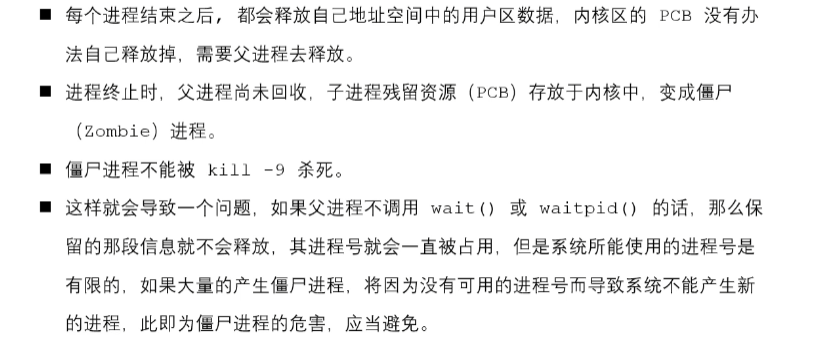 ■ 每个进程结束之后, 都会释放自己地址空间中的用户区数据，内核区的 PCB 没有办
法自己释放掉，需要父进程去释放。
■ 进程终止时，父进程尚未回收，子进程残留资源（PCB）存放于内核中，变成僵尸
（Zombie）进程。
■ 僵尸进程不能被 kill -9 杀死。
■ 这样就会导致一个问题，如果父进程不调用 wait() 或 waitpid() 的话，那么保
留的那段信息就不会释放，其进程号就会一直被占用，但是系统所能使用的进程号是
有限的，如果大量的产生僵尸进程，将因为没有可用的进程号而导致系统不能产生新
的进程，此即为僵尸进程的危害，应当避免。